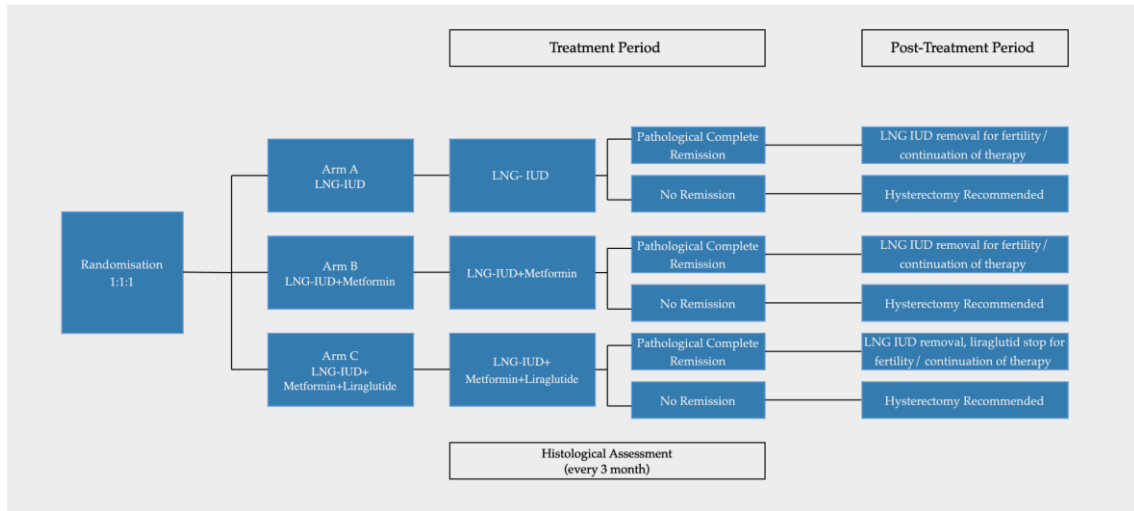 Treatment Period
Post-Treatment Period
Randomisation
1:1:1
Arm A
LNG-IUD
LNG- IUD
Pathological Complete
Remission
LNG IUD removal for fertility/
continuation of therapy
No Remission
Hysterectomy Recommended
Arm B
LNG-IUD+Metformin
LNG-IUD+Metformin
Pathological Complete
Remission
LNG IUD removal for fertility/
continuation of therapy
No Remission
Hysterectomy Recommended
Arm C
LNG-IUD+
Metformin+Liraglutide
LNG-IUD+
Metformin+Liraglutide
Pathological Complete
Remission
LNG IUD removal, liraglutid stop for
fertility/ continuation of therapy
No Remission
Hysterectomy Recommended
Histological Assessment
(every 3 month)